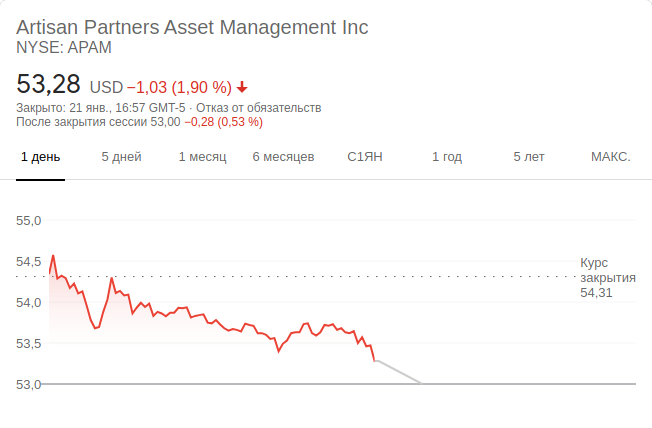 Artisan Partners Asset Management Inc
NYSE: APAM
53,28 USD −1,03 (1,90 %)
Закрыто: 21 янв., 16:57 GMT-5 · Отказ от обязательств
После закрытия сессии 53,00 −0,28 (0,53 %)
1 день 5 дней 1 месяц 6 месяцев С1ЯН 1 год 5 лет МАКС.
55,0
54,5
Курс
закрытия
54,31
54,0
53,5
53,0